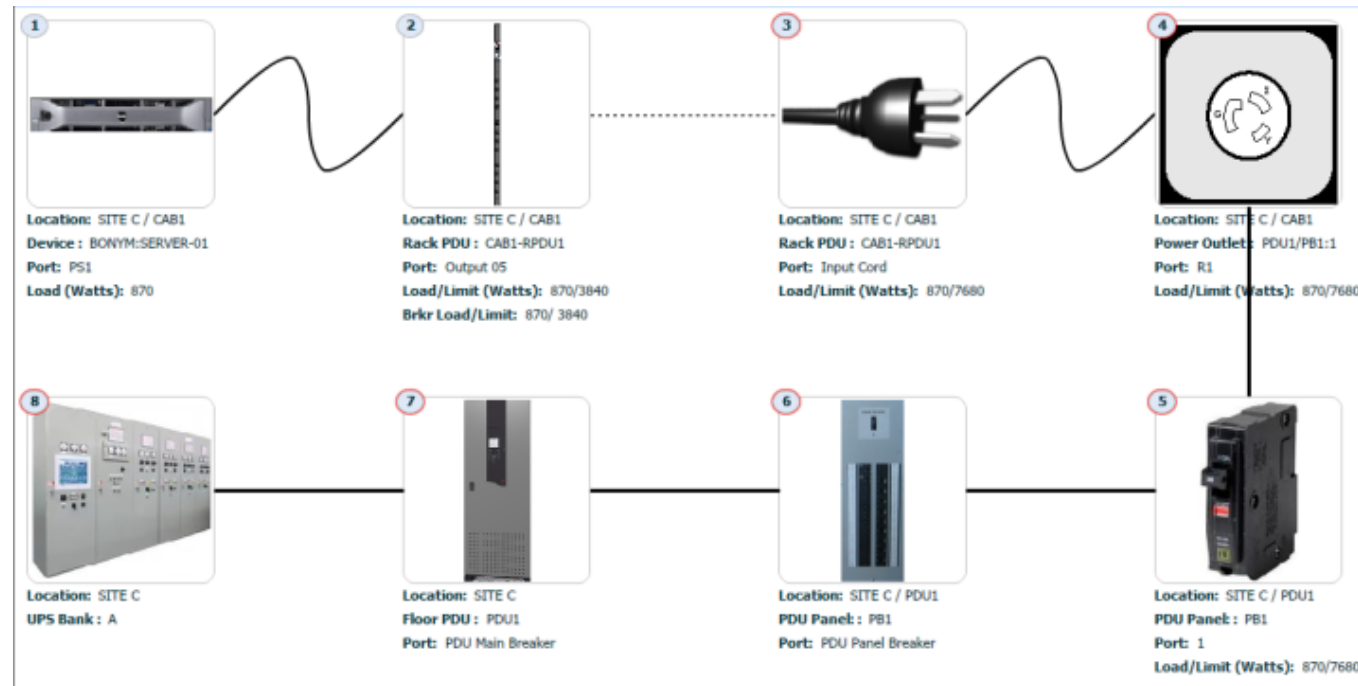 1
2
3
4
Location: SITE C / CAB1
Device : BONYM:SERVER-01
Port: PS1
Load (Watts): 870
Location: SITE C / CAB1
Rack PDU : CAB1-RPDU1
Port: Output 05
Load/Limit (Watts): 870/3840
Brkr Load/Limit: 870/ 3840
Location: SITE C / CAB1
Rack PDU : CAB1-RPDU1
Port: Input Cord
Load/Limit (Watts): 870/7680
G
X
Y
Location: SITE C / CAB1
Power Outlet: PDU1/PB1:1
Port: R1
Load/Limit (Watts): 870/7680
8
7
6
5
Location: SITE C
UPS Bank : A
Location: SITE C
Floor PDU : PDU1
Port: PDU Main Breaker
Location: SITE C / PDU1
PDU Panel: : PB1
Port: PDU Panel Breaker
Location: SITE C / PDU1
PDU Panel: : PB1
Port: 1
Load/Limit (Watts): 870/7680